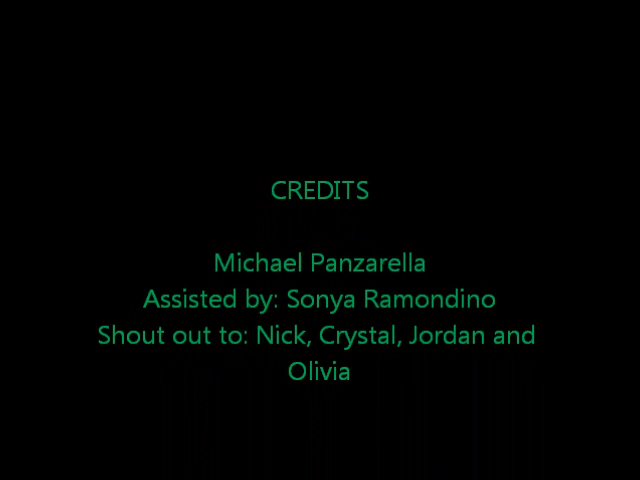 CREDITS
Michael Panzarella
Assisted by: Sonya Ramondino
Shout out to: Nick, Crystal, Jordan and
Olivia